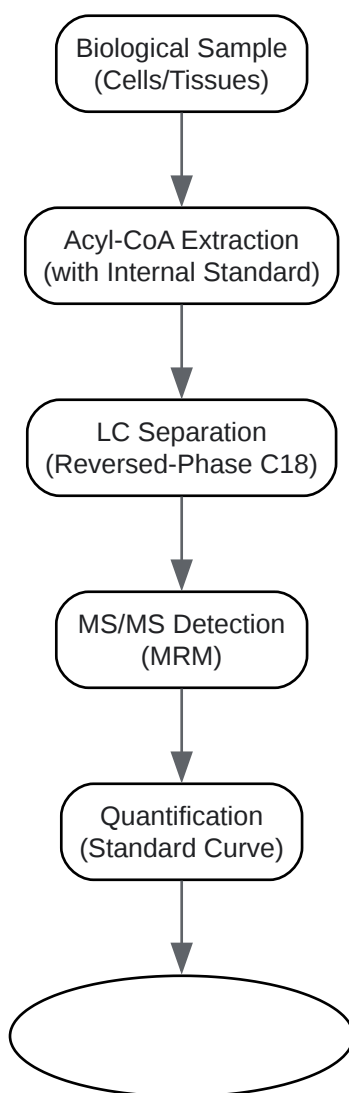 Biological Sample
(Cells/Tissues)
Acyl-CoA Extraction
(with Internal Standard)
LC Separation
(Reversed-Phase C18)
MS/MS Detection
(MRM)
Quantification
(Standard Curve)